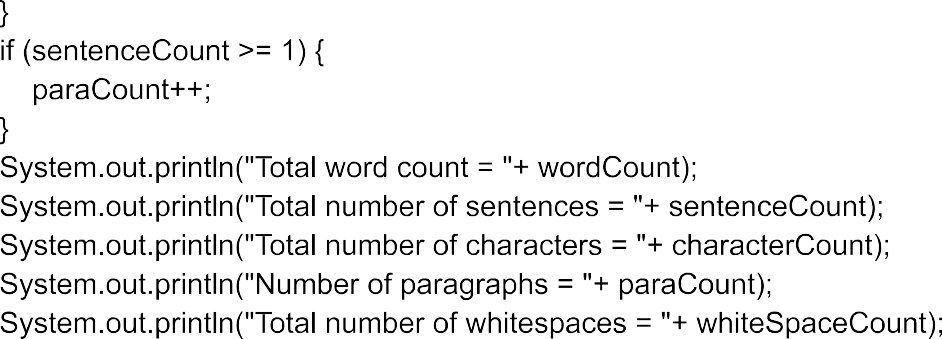 }
if (sentenceCount >= 1) {
paraCount++;
}
System.out.println("Total word count = "+ wordCount);
System.out.println("Total number of sentences = "+ sentenceCount);
System.out.println("Total number of characters = "+ characterCount);
System.out.println("Number of paragraphs = "+ paraCount);
System.out.println("Total number of whitespaces = "+ whiteSpaceCount);